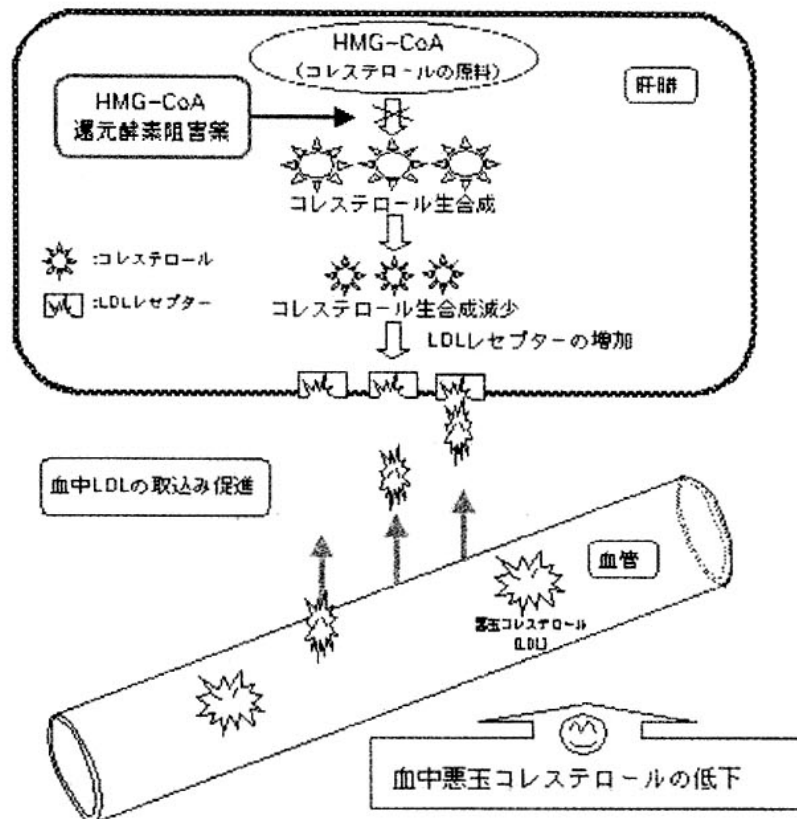 HMG-CoA
(コレステロールの原料)
肝臓
HMG-CoA
還元酵素阻害薬
コレステロール生合成
:コレステロール
:LDLレセプター
コレステロール生合成減少
LDLレセプターの増加
血中LDLの取込み促進
血管
悪玉コレステロール
(LDL)
血中悪玉コレステロールの低下